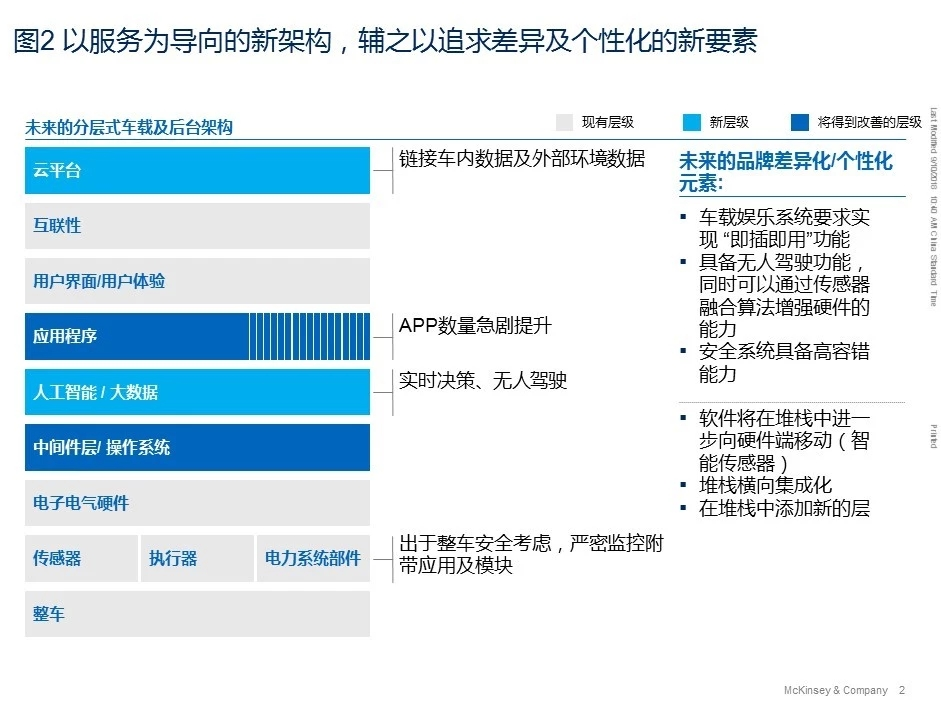 图2 以服务为导向的新架构，辅之以追求差异及个性化的新要素
未来的分层式车载及后台架构
现有层级
新层级
将得到改善的层级
云平台
链接车内数据及外部环境数据
互联性
用户界面/用户体验
应用程序
APP数量急剧提升
人工智能 / 大数据
实时决策、无人驾驶
中间件层/ 操作系统
电子电气硬件
传感器
执行器
电力系统部件
出于整车安全考虑，严密监控附
带应用及模块
整车
未来的品牌差异化/个性化
元素:
▪ 车载娱乐系统要求实
现 “即插即用”功能
▪ 具备无人驾驶功能，
同时可以通过传感器
融合算法增强硬件的
能力
▪ 安全系统具备高容错
能力
▪ 软件将在堆栈中进一
步向硬件端移动（智
能传感器）
▪ 堆栈横向集成化
▪ 在堆栈中添加新的层
Last Modified 9/10/2018 10:40 AM China Standard Time
Printed
McKinsey & Company 2